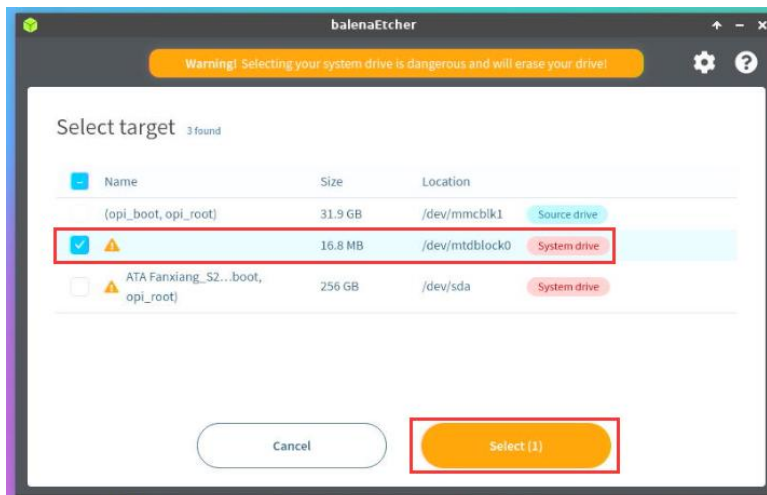 balenaEtcher
Warning! Selecting your system drive is dangerous and will erase your drive!
Select target 3 found
Name Size Location
(opi_boot, opi_root) 31.9 GB /dev/mmcblk1 Source drive
16.8 MB /dev/mtdblock0 System drive
ATA Fanxiang_S2...boot,
opi_root) 256 GB /dev/sda System drive
Cancel Select (1)